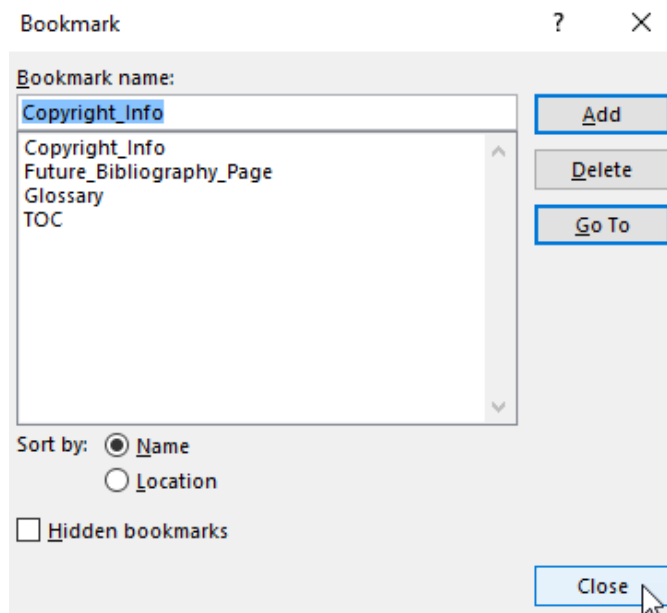 Bookmark ?
Bookmark name:
Copyright_Info
Add
Copyright_Info
Future_Bibliography_Page
Glossary
TOC
Delete
Go To
Sort by: Name
Location
Hidden bookmarks
Close